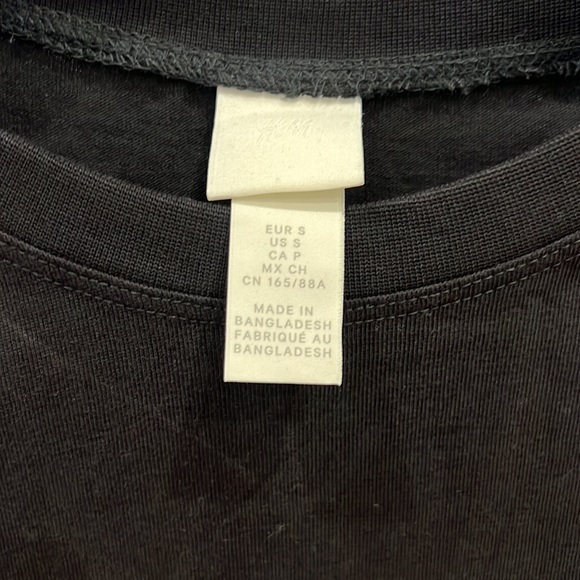 EUR S
US S
CA P
MX CH
CN 165/88A
MADE IN
BANGLADESH
FABRIQUÉ AU
BANGLADESH